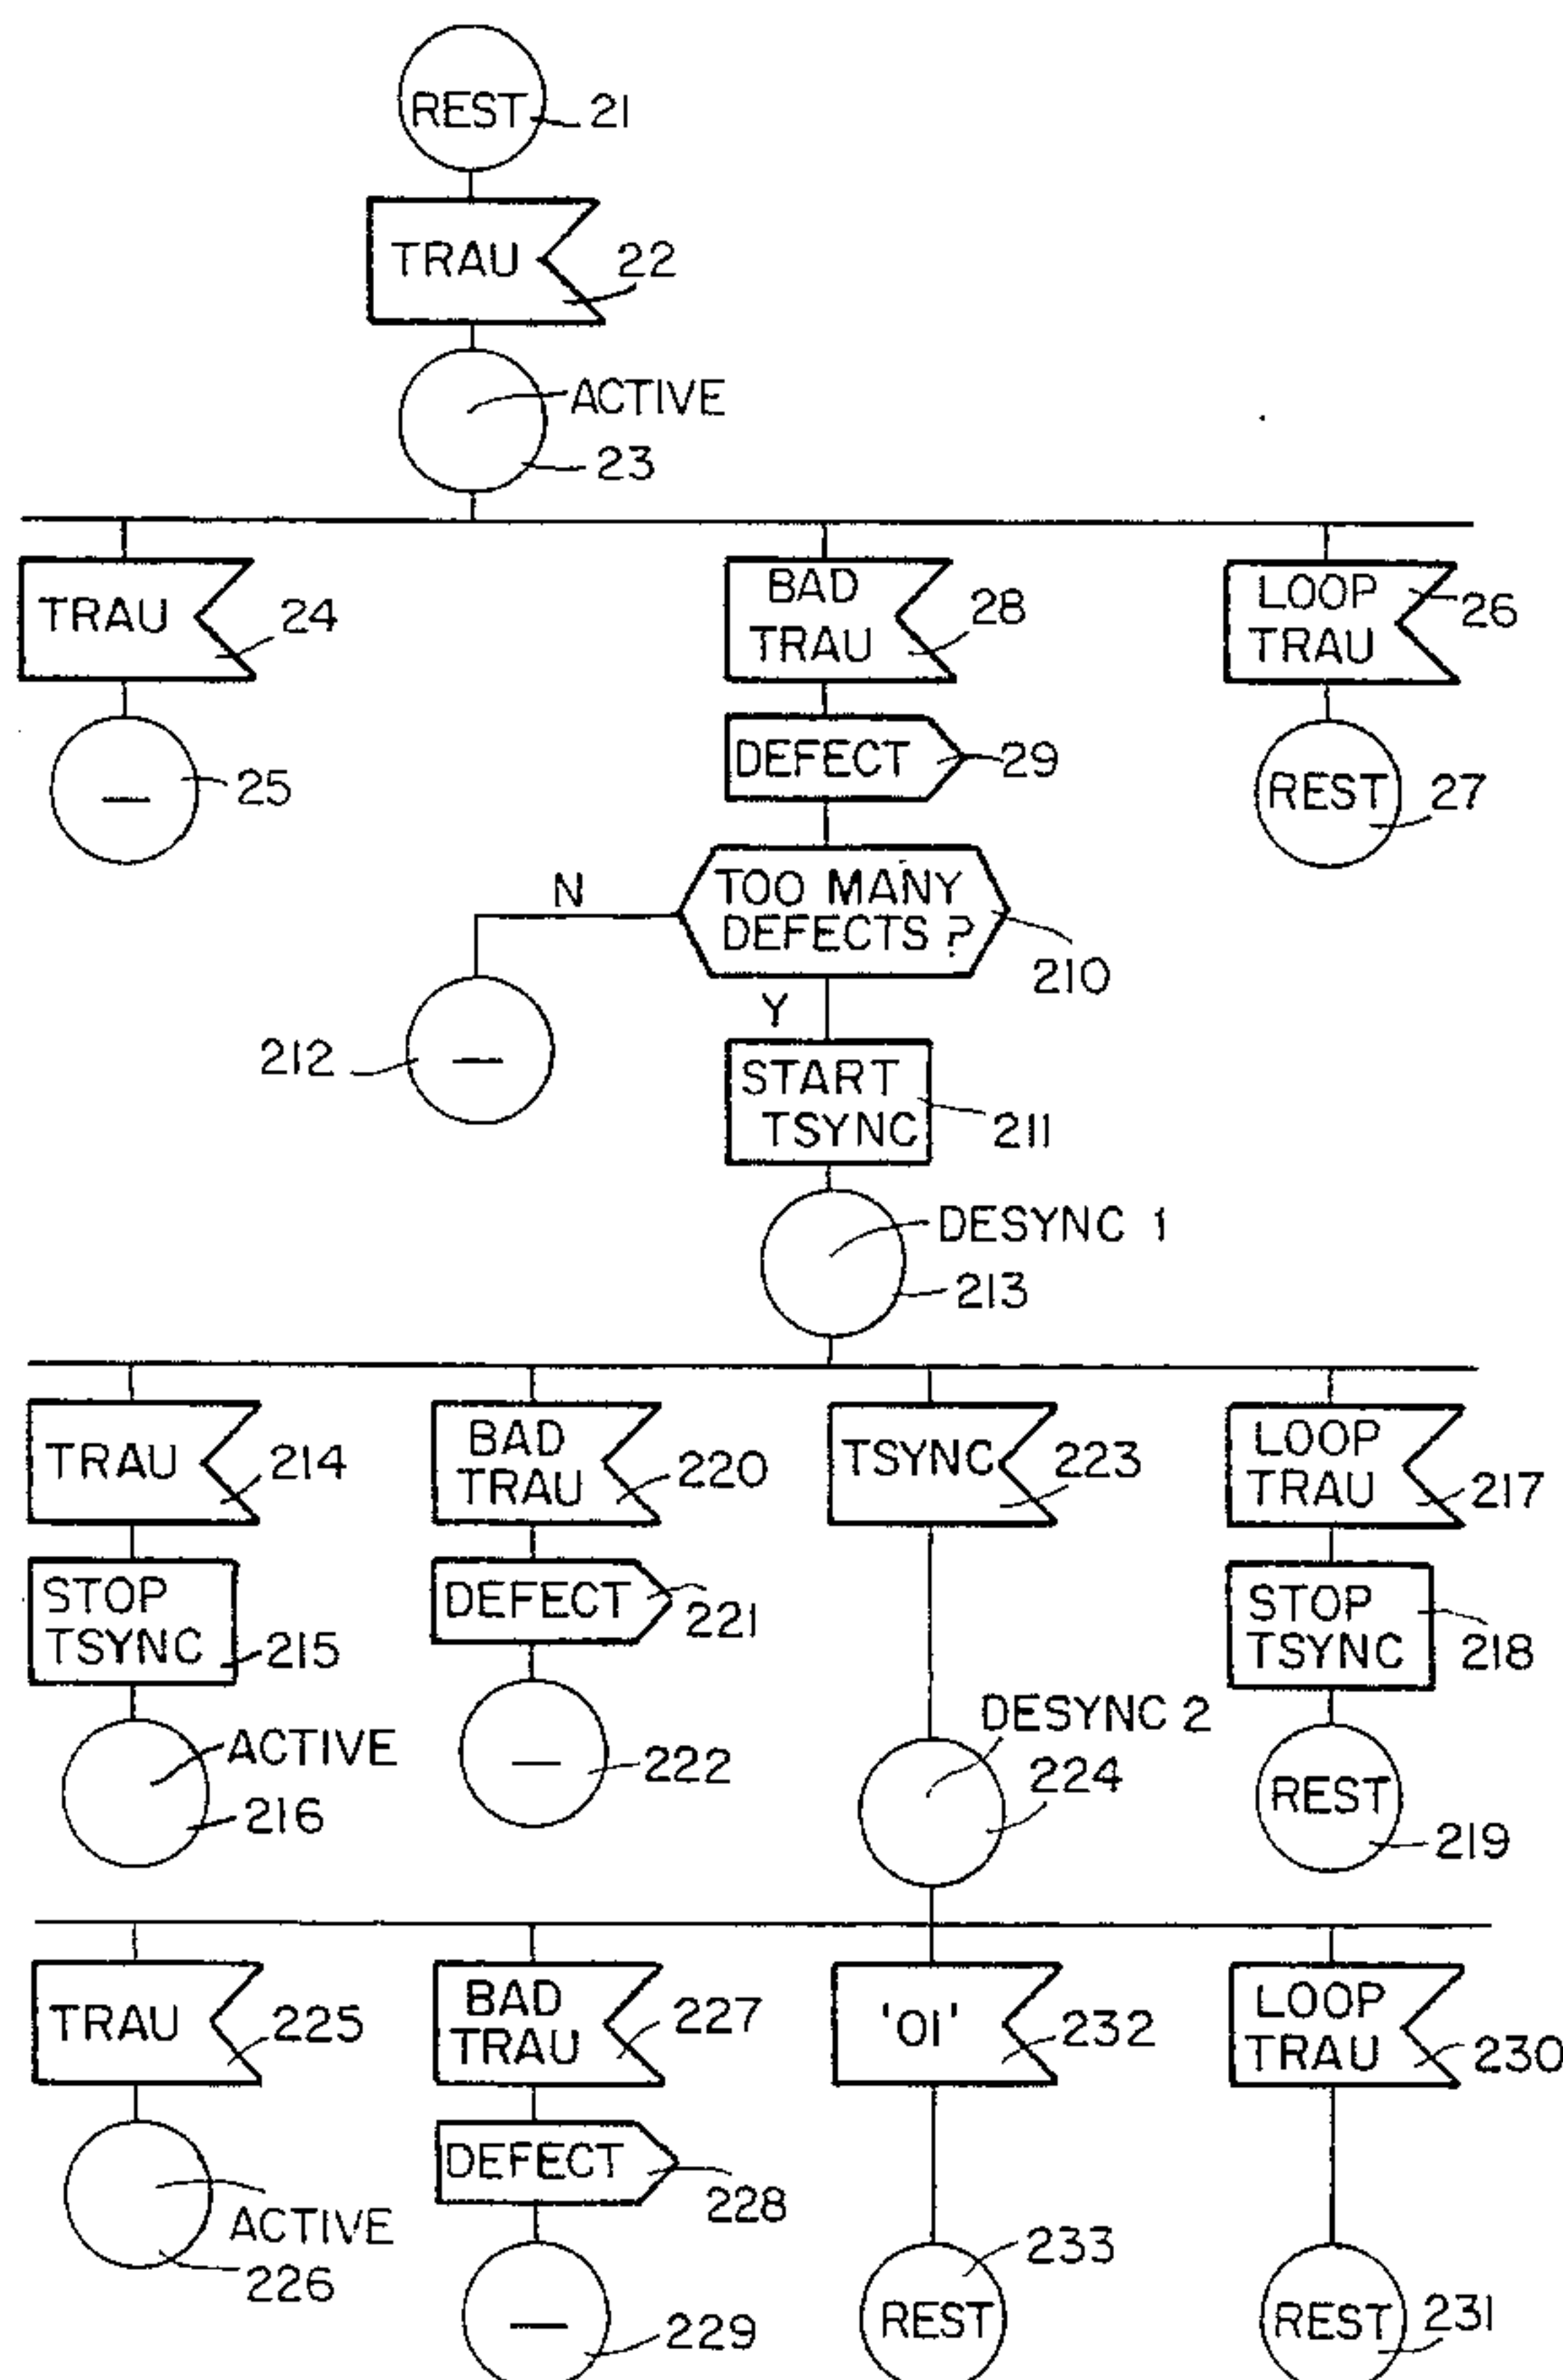 REST 21
TRAU 22
ACTIVE
23
TRAU 24
BAD
TRAU 28
LOOP
TRAU 26
— 25
DEFECT 29
REST 27
TOO MANY
DEFECTS ?
210
N
Y
212 —
START
TSYNC 211
DESYNC 1
213
TRAU 214
BAD
TRAU 220
TSYNC 223
LOOP
TRAU 217
STOP
TSYNC 215
DEFECT 221
STOP
TSYNC 218
ACTIVE
216
— 222
DESYNC 2
224
REST 219
TRAU 225
BAD
TRAU 227
'01' 232
LOOP
TRAU 230
ACTIVE
226
DEFECT 228
— 229
REST 233
REST 231